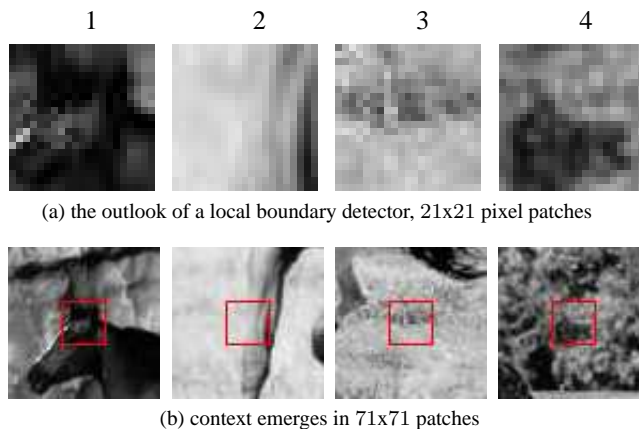 1 2 3 4
(a) the outlook of a local boundary detector, 21x21 pixel patches
(b) context emerges in 71x71 patches